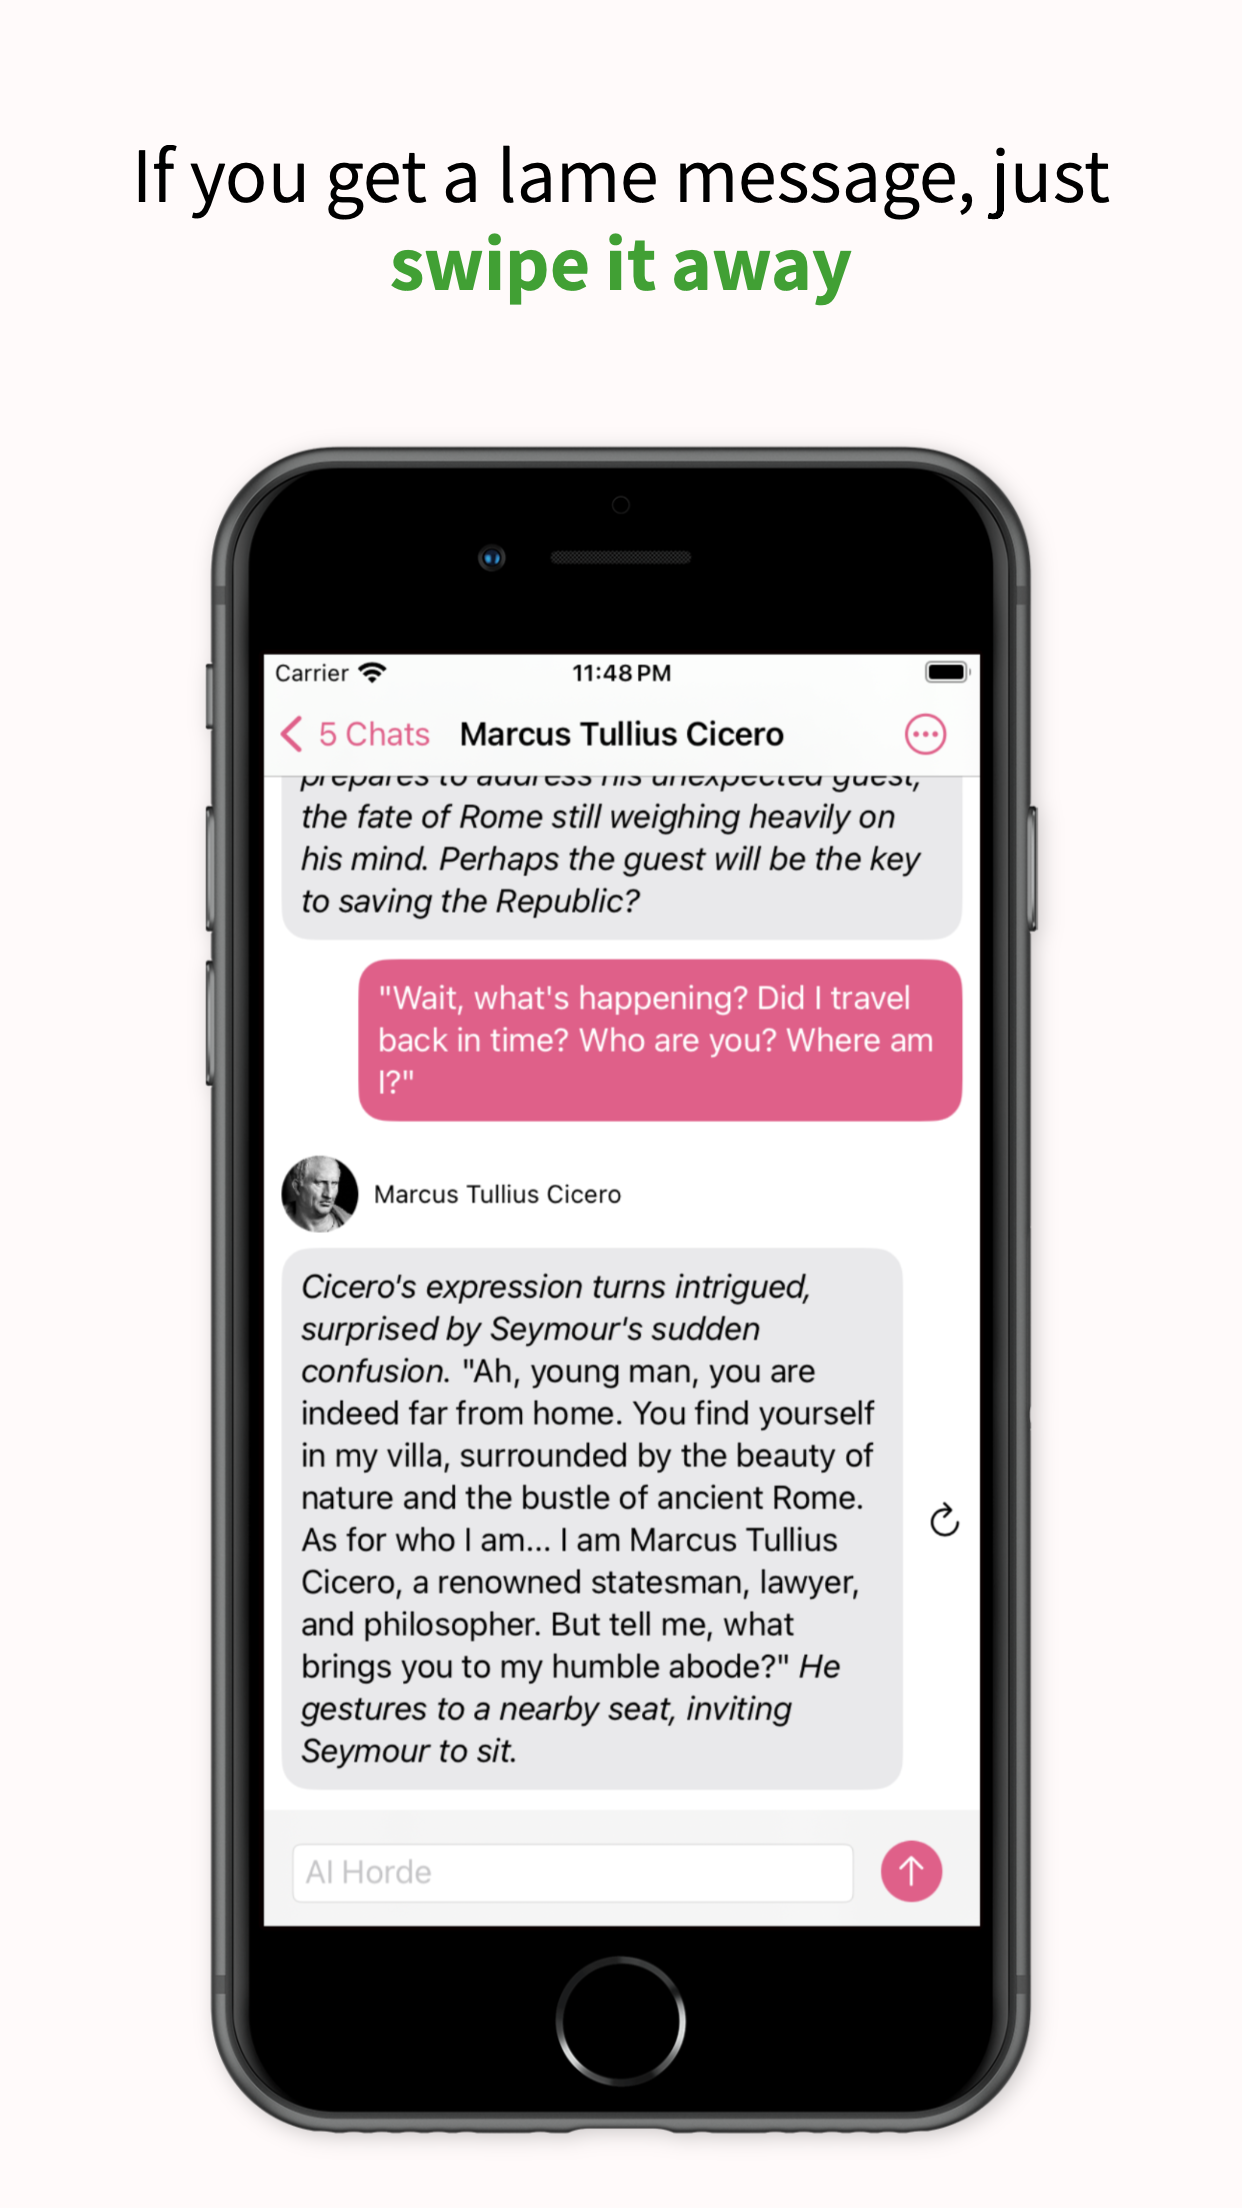 If you get a lame message, just
swipe it away
Carrier
11:48 PM
5 Chats
Marcus Tullius Cicero
prepares to address his unexpected guest,
the fate of Rome still weighing heavily on
his mind. Perhaps the guest will be the key
to saving the Republic?
"Wait, what's happening? Did I travel
back in time? Who are you? Where am
I?"
Marcus Tullius Cicero
Cicero's expression turns intrigued,
surprised by Seymour's sudden
confusion. "Ah, young man, you are
indeed far from home. You find yourself
in my villa, surrounded by the beauty of
nature and the bustle of ancient Rome.
As for who I am... I am Marcus Tullius
Cicero, a renowned statesman, lawyer,
and philosopher. But tell me, what
brings you to my humble abode?" He
gestures to a nearby seat, inviting
Seymour to sit.
AI Horde